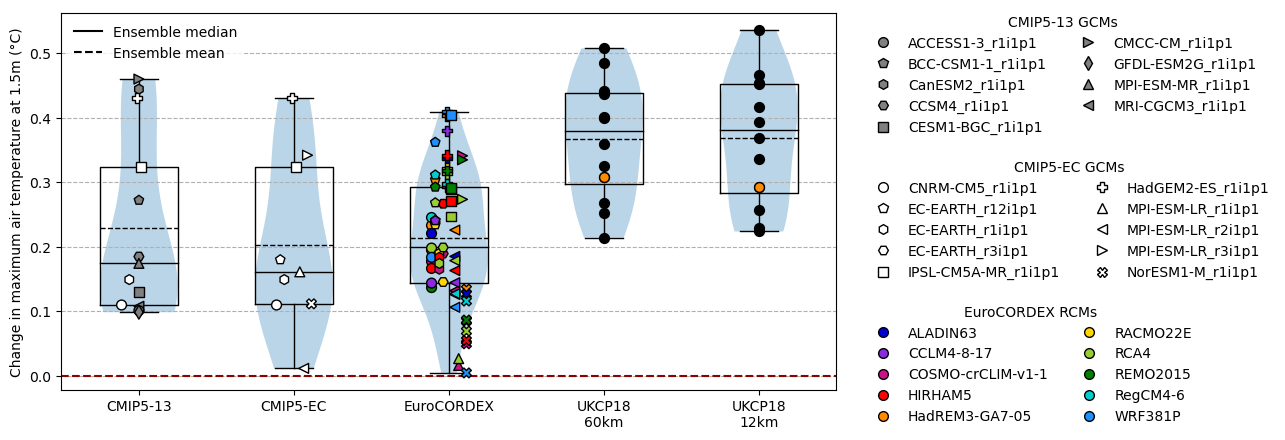 Change in maximum air temperature at 1.5m (°C)
Ensemble median
Ensemble mean
0.5
0.4
0.3
0.2
0.1
0.0
CMIP5-13
CMIP5-EC
EuroCORDEX
UKCP18
60km
UKCP18
12km
CMIP5-13 GCMs
ACCESS1-3_r1i1p1
BCC-CSM1-1_r1i1p1
CanESM2_r1i1p1
CCSM4_r1i1p1
CESM1-BGC_r1i1p1
CMCC-CM_r1i1p1
GFDL-ESM2G_r1i1p1
MPI-ESM-MR_r1i1p1
MRI-CGCM3_r1i1p1
CMIP5-EC GCMs
CNRM-CM5_r1i1p1
EC-EARTH_r12i1p1
EC-EARTH_r1i1p1
EC-EARTH_r3i1p1
IPSL-CM5A-MR_r1i1p1
HadGEM2-ES_r1i1p1
MPI-ESM-LR_r1i1p1
MPI-ESM-LR_r2i1p1
MPI-ESM-LR_r3i1p1
NorESM1-M_r1i1p1
EuroCORDEX RCMs
ALADIN63
CCLM4-8-17
COSMO-crCLIM-v1-1
HIRHAM5
HadREM3-GA7-05
RACMO22E
RCA4
REMO2015
RegCM4-6
WRF381P